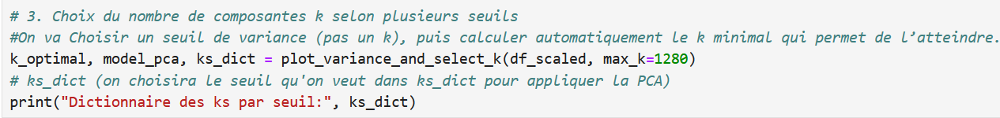 # 3. Choix du nombre de composantes k selon plusieurs seuils
#On va Choisir un seuil de variance (pas un k), puis calculer automatiquement le k minimal qui permet de l’atteindre.
k_optimal, model_pca, ks_dict = plot_variance_and_select_k(df_scaled, max_k=1280)
# ks_dict (on choisira le seuil qu'on veut dans ks_dict pour appliquer la PCA)
print("Dictionnaire des ks par seuil:", ks_dict)